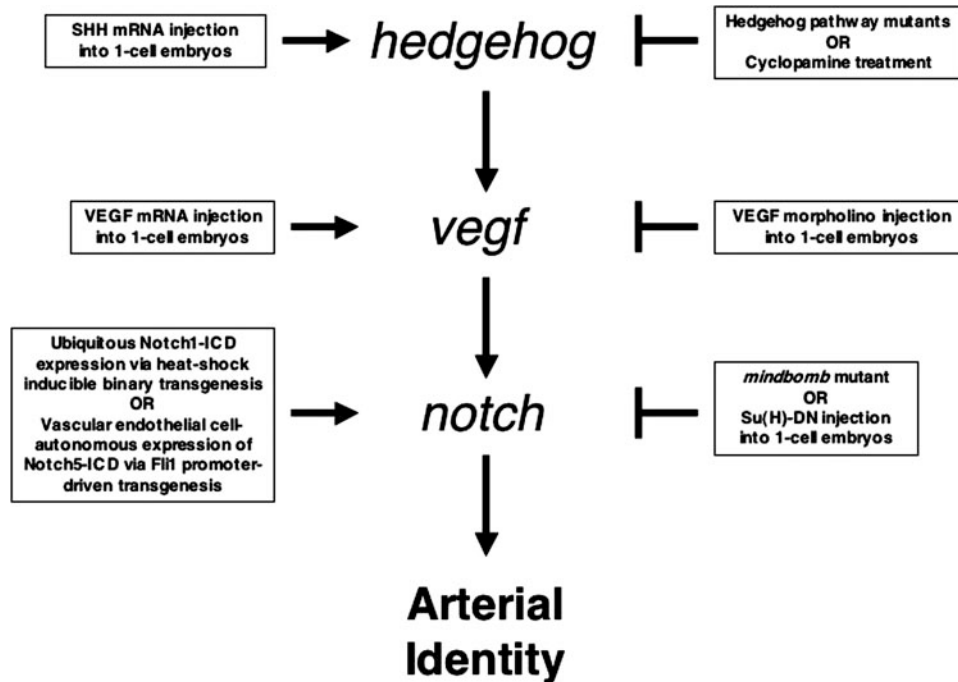 SHH mRNA injection
into 1-cell embryos
hedgehog
Hedgehog pathway mutants
OR
Cyclopamine treatment
VEGF mRNA injection
into 1-cell embryos
vegf
VEGF morpholino injection
into 1-cell embryos
Ubiquitous Notch1-ICD
expression via heat-shock
inducible binary transgenesis
OR
Vascular endothelial cell-
autonomous expression of
Notch5-ICD via Fli1 promoter-
driven transgenesis
notch
mindbomb mutant
OR
Su(H)-DN injection
into 1-cell embryos
Arterial
Identity